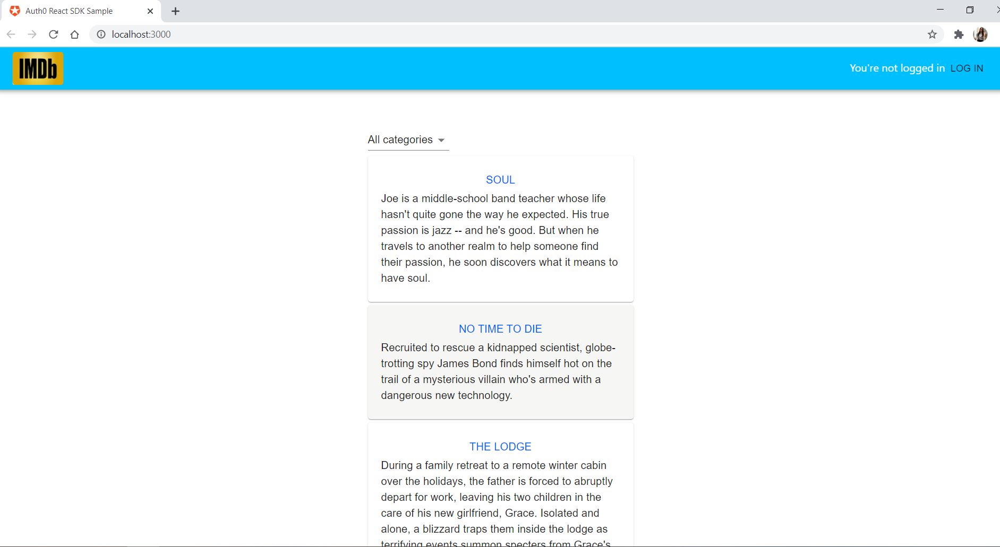 Auth0 React SDK Sample
localhost:3000
IMDb
You're not logged in LOG IN
All categories
SOUL
Joe is a middle-school band teacher whose life
hasn't quite gone the way he expected. His true
passion is jazz -- and he's good. But when he
travels to another realm to help someone find
their passion, he soon discovers what it means to
have soul.
NO TIME TO DIE
Recruited to rescue a kidnapped scientist, globe-
trotting spy James Bond finds himself hot on the
trail of a mysterious villain who's armed with a
dangerous new technology.
THE LODGE
During a family retreat to a remote winter cabin
over the holidays, the father is forced to abruptly
depart for work, leaving his two children in the
care of his new girlfriend, Grace. Isolated and
alone, a blizzard traps them inside the lodge as
terrifying events summon specters from Grace's